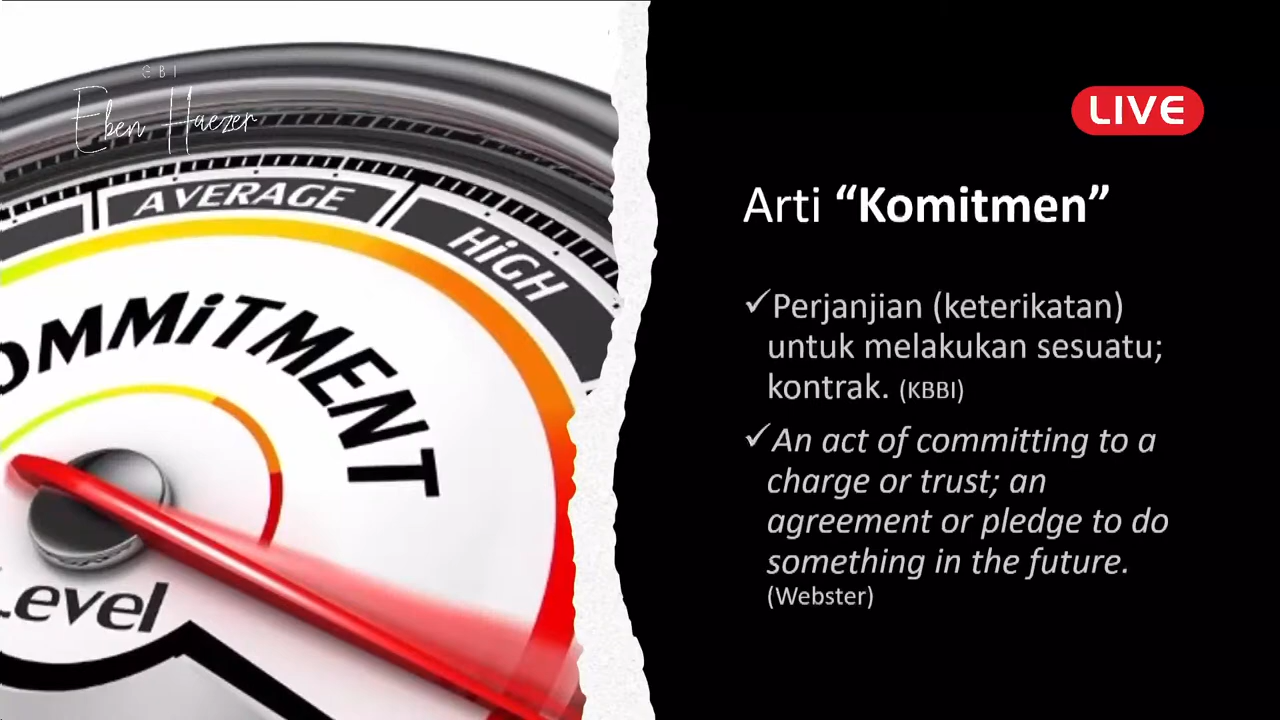 GBI
Eben Haezer
AVERAGE
HiGH
OMMiTMENT
Level
LIVE
Arti “Komitmen”
✓Perjanjian (keterikatan)
untuk melakukan sesuatu;
kontrak. (KBBI)
✓An act of committing to a
charge or trust; an
agreement or pledge to do
something in the future.
(Webster)